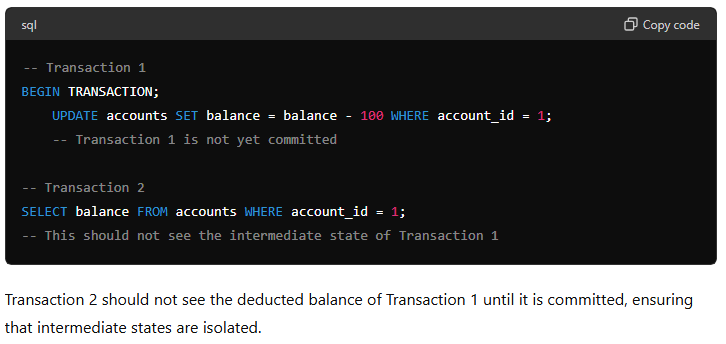 sql
Copy code
-- Transaction 1
BEGIN TRANSACTION;
    UPDATE accounts SET balance = balance - 100 WHERE account_id = 1;
    -- Transaction 1 is not yet committed
-- Transaction 2
SELECT balance FROM accounts WHERE account_id = 1;
-- This should not see the intermediate state of Transaction 1
Transaction 2 should not see the deducted balance of Transaction 1 until it is committed, ensuring
that intermediate states are isolated.